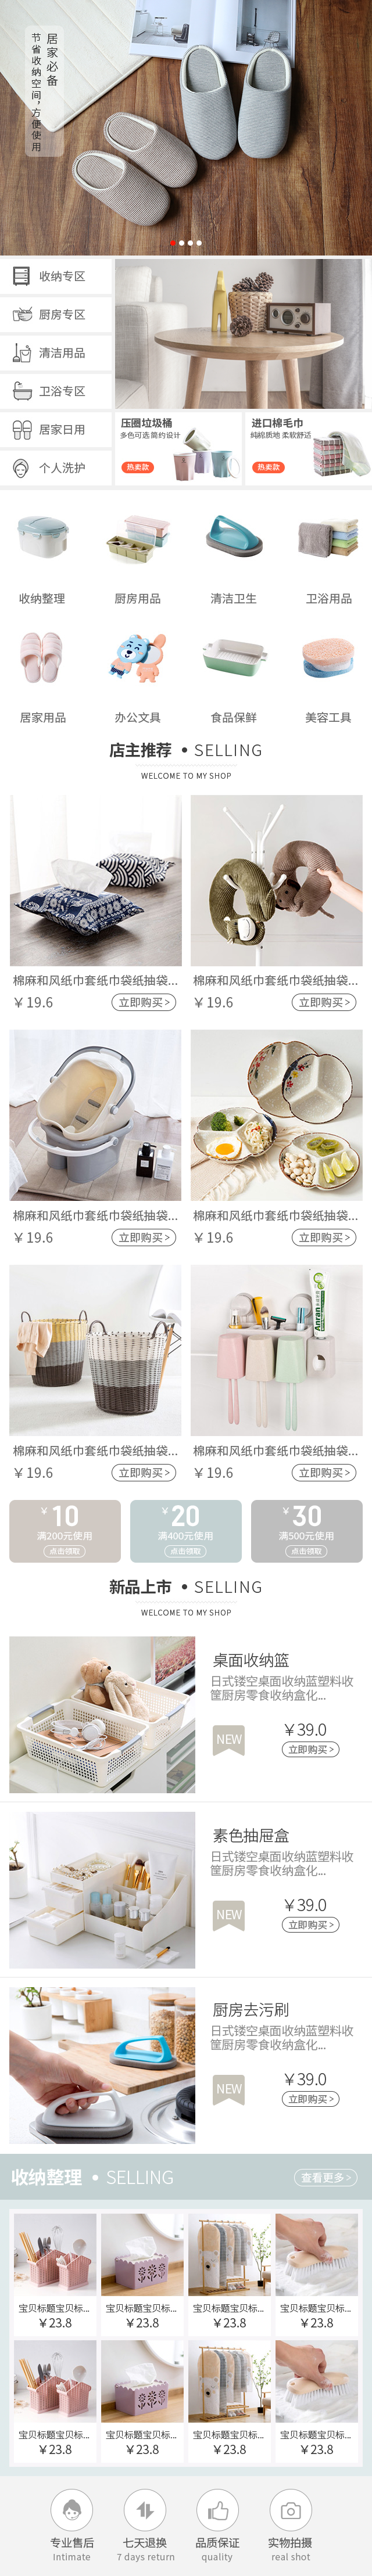 居家必备
节省收纳空间,方便使用
收纳专区
厨房专区
清洁用品
卫浴专区
居家日用
个人洗护
压圈垃圾桶
多色可选 简约设计
热卖款
进口棉毛巾
纯棉质地 柔软舒适
热卖款
收纳整理
厨房用品
清洁卫生
卫浴用品
居家用品
办公文具
食品保鲜
美容工具
店主推荐 • SELLING
WELCOME TO MY SHOP
棉麻和风纸巾套纸巾袋纸抽袋...
¥19.6
立即购买>
棉麻和风纸巾套纸巾袋纸抽袋...
¥19.6
立即购买>
棉麻和风纸巾套纸巾袋纸抽袋...
¥19.6
立即购买>
棉麻和风纸巾套纸巾袋纸抽袋...
¥19.6
立即购买>
Anran
棉麻和风纸巾套纸巾袋纸抽袋...
¥19.6
立即购买>
棉麻和风纸巾套纸巾袋纸抽袋...
¥19.6
立即购买>
¥10
满200元使用
点击领取
¥20
满400元使用
点击领取
¥30
满500元使用
点击领取
新品上市 • SELLING
WELCOME TO MY SHOP
桌面收纳篮
日式镂空桌面收纳蓝塑料收
筐厨房零食收纳盒化...
NEW
¥39.0
立即购买>
素色抽屉盒
日式镂空桌面收纳蓝塑料收
筐厨房零食收纳盒化...
NEW
¥39.0
立即购买>
厨房去污刷
日式镂空桌面收纳蓝塑料收
筐厨房零食收纳盒化...
NEW
¥39.0
立即购买>
收纳整理 • SELLING
查看更多>
宝贝标题宝贝标...
¥23.8
宝贝标题宝贝标...
¥23.8
宝贝标题宝贝标...
¥23.8
宝贝标题宝贝标...
¥23.8
宝贝标题宝贝标...
¥23.8
宝贝标题宝贝标...
¥23.8
宝贝标题宝贝标...
¥23.8
宝贝标题宝贝标...
¥23.8
专业售后
Intimate
七天退换
7 days return
品质保证
quality
实物拍摄
real shot